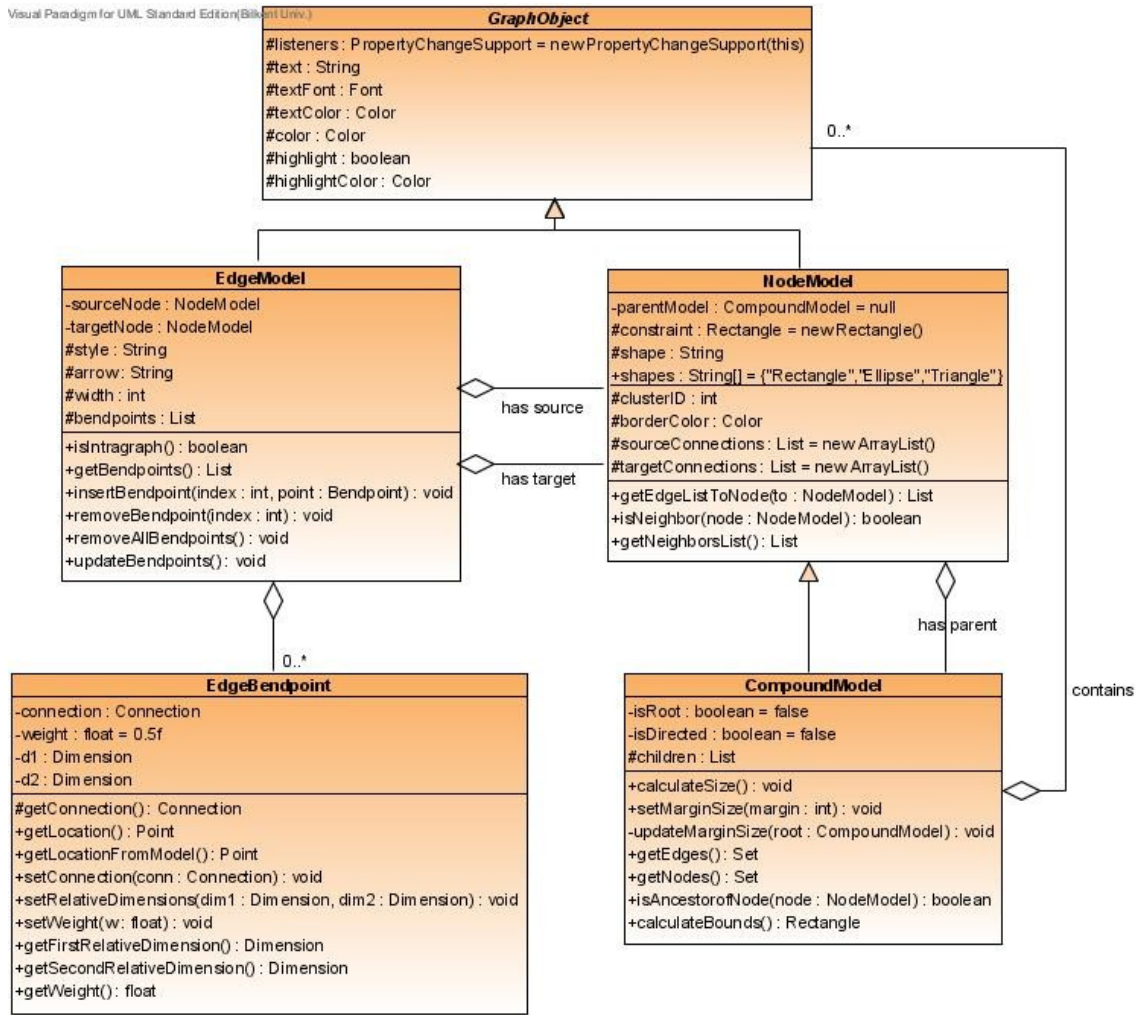 Visual Paradigm for UML Standard Edition(Bilkent Univ.)
GraphObject
#listeners : PropertyChangeSupport = new PropertyChangeSupport(this)
#text : String
#textFont : Font
#textColor : Color
#color : Color
#highlight : boolean
#highlightColor : Color
0..*
EdgeModel
-sourceNode : NodeModel
-targetNode : NodeModel
#style : String
#arrow : String
#width : int
#bendpoints : List
+isIntragraph() : boolean
+getBendpoints() : List
+insertBendpoint(index : int, point : Bendpoint) : void
+removeBendpoint(index : int) : void
+removeAllBendpoints() : void
+updateBendpoints() : void
has source
has target
NodeModel
-parentModel : CompoundModel = null
#constraint : Rectangle = new Rectangle()
#shape : String
+shapes : String[] = {"Rectangle","Ellipse","Triangle"}
#clusterID : int
#borderColor : Color
#sourceConnections : List = new ArrayList()
#targetConnections : List = new ArrayList()
+getEdgeListToNode(to : NodeModel) : List
+isNeighbor(node : NodeModel) : boolean
+getNeighborsList() : List
has parent
0..*
EdgeBendpoint
-connection : Connection
-weight : float = 0.5f
-d1 : Dimension
-d2 : Dimension
#getConnection() : Connection
+getLocation() : Point
+getLocationFromModel() : Point
+setConnection(conn : Connection) : void
+setRelativeDimensions(dim1 : Dimension, dim2 : Dimension) : void
+setWeight(w: float) : void
+getFirstRelativeDimension() : Dimension
+getSecondRelativeDimension() : Dimension
+getWeight() : float
CompoundModel
-isRoot : boolean = false
-isDirected : boolean = false
#children : List
+calculateSize() : void
+setMarginSize(margin : int) : void
-updateMarginSize(root : CompoundModel) : void
+getEdges() : Set
+getNodes() : Set
+isAncestorofNode(node : NodeModel) : boolean
+calculateBounds() : Rectangle
contains